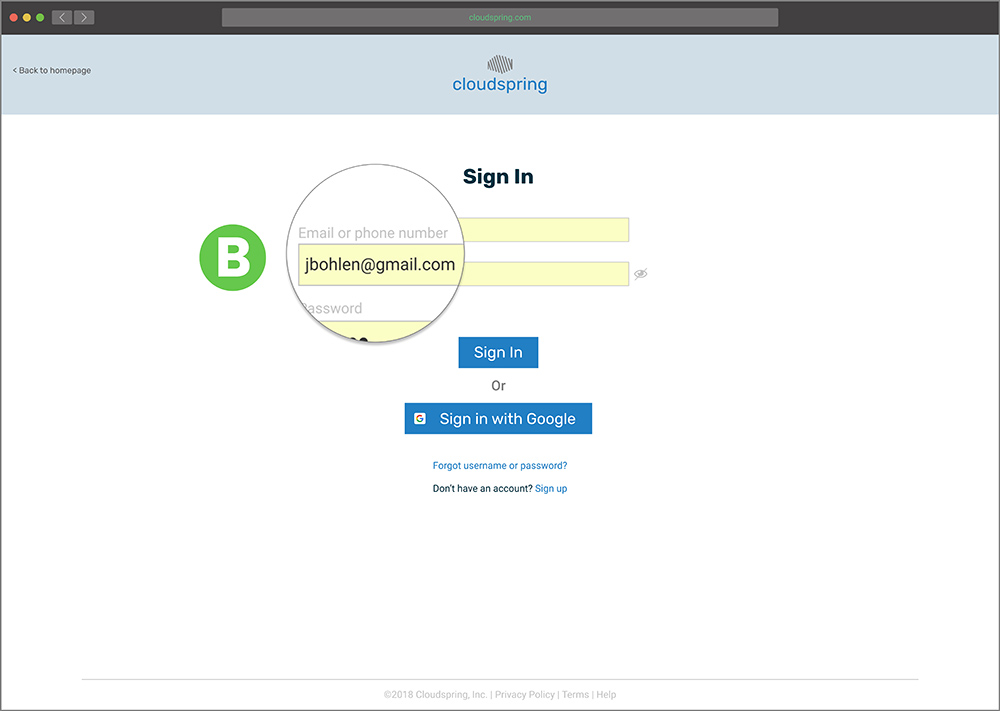 cloudspring.com
< Back to homepage
cloudspring
Sign In
B
Email or phone number
jbohlen@gmail.com
Password
Sign In
Or
G Sign in with Google
Forgot username or password?
Don't have an account? Sign up
©2018 Cloudspring, Inc. | Privacy Policy | Terms | Help